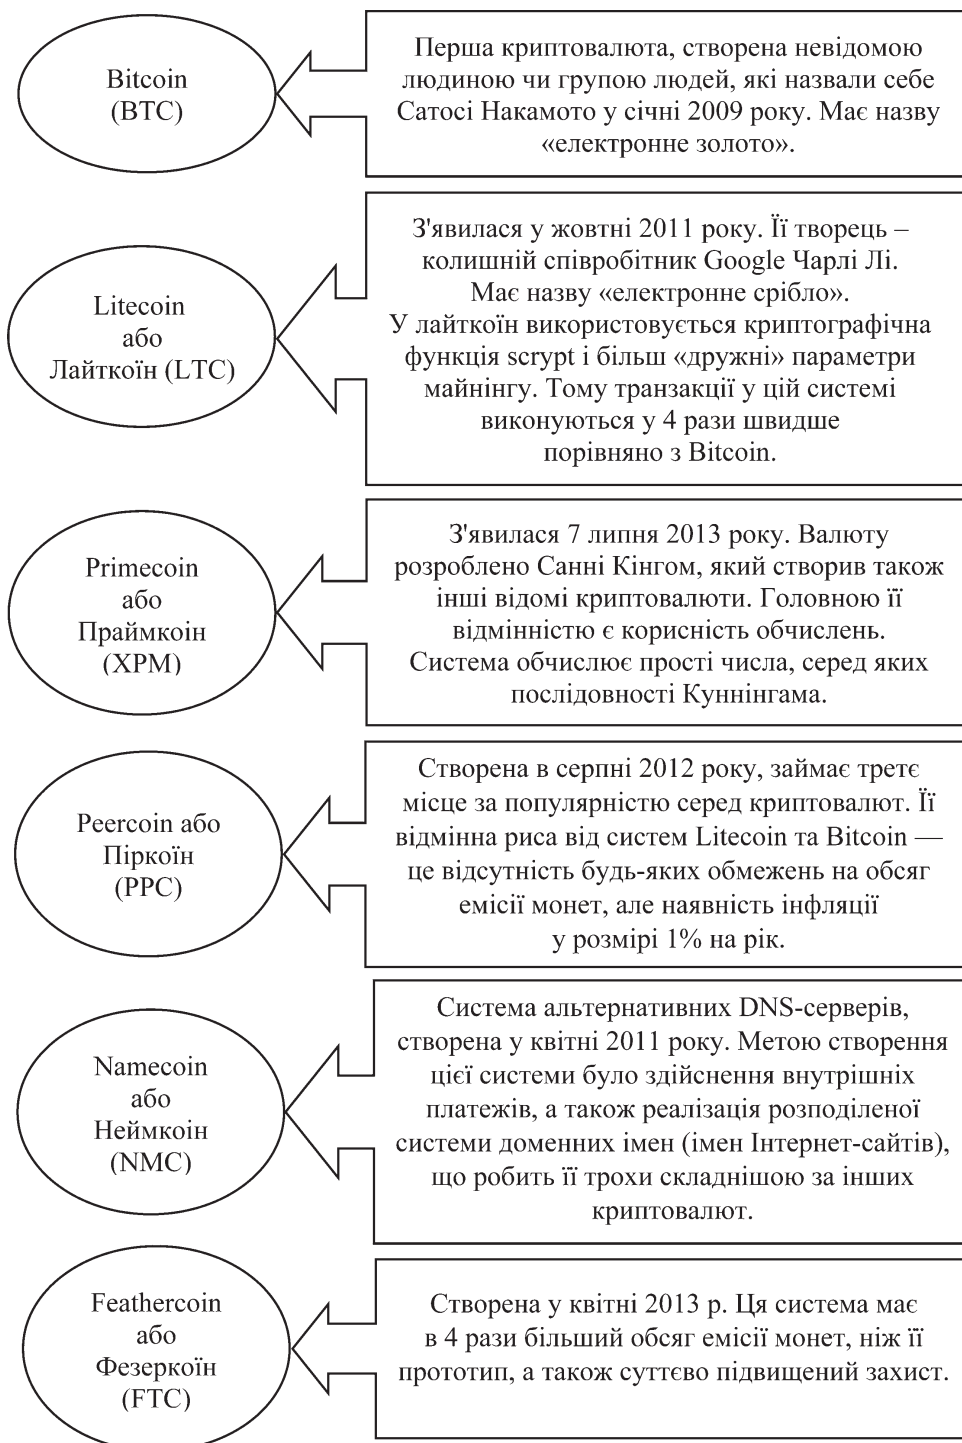 Bitcoin
(BTC)
Перша криптовалюта, створена невідомою
людиною чи групою людей, які назвали себе
Сатосі Накамото у січні 2009 року. Має назву
«електронне золото».
Litecoin
або
Лайткоїн (LTC)
З'явилася у жовтні 2011 року. Її творець –
колишній співробітник Google Чарлі Лі.
Має назву «електронне срібло».
У лайткоїн використовується криптографічна
функція scrypt і більш «дружні» параметри
майнінгу. Тому транзакції у цій системі
виконуються у 4 рази швидше
порівняно з Bitcoin.
Primecoin
або
Праймкоін
(XPM)
З'явилася 7 липня 2013 року. Валюту
розроблено Санні Кінгом, який створив також
інші відомі криптовалюти. Головною її
відмінністю є корисність обчислень.
Система обчислює прості числа, серед яких
послідовності Куннінгама.
Peercoin або
Піркоїн
(PPC)
Створена в серпні 2012 року, займає третє
місце за популярністю серед криптовалют. Її
відмінна риса від систем Litecoin та Bitcoin —
це відсутність будь-яких обмежень на обсяг
емісії монет, але наявність інфляції
у розмірі 1% на рік.
Namecoin
або
Неймкоін
(NMC)
Система альтернативних DNS-серверів,
створена у квітні 2011 року. Метою створення
цієї системи було здійснення внутрішніх
платежів, а також реалізація розподіленої
системи доменних імен (імен Інтернет-сайтів),
що робить її трохи складнішою за інших
криптовалют.
Feathercoin
або
Фезеркоїн
(FTC)
Створена у квітні 2013 р. Ця система має
в 4 рази більший обсяг емісії монет, ніж її
прототип, а також суттєво підвищений захист.